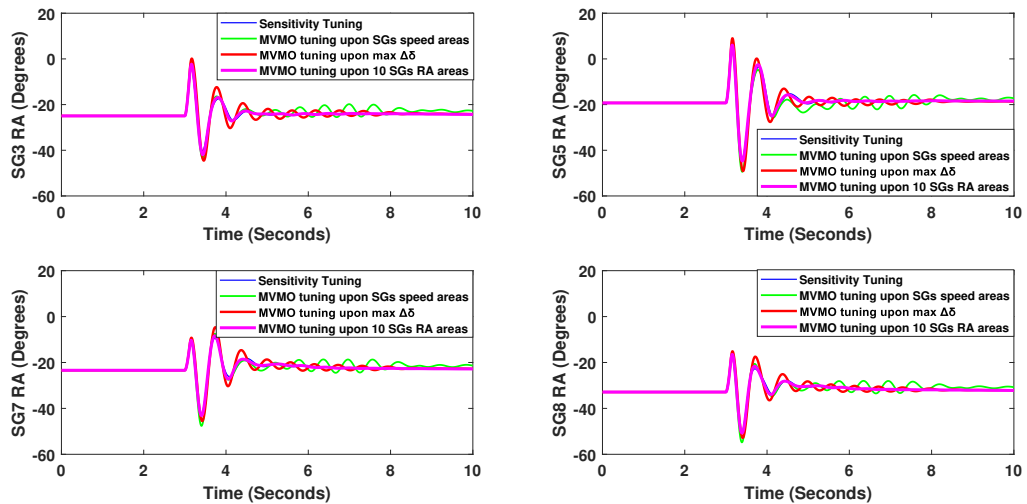 20
0
-20
-40
-60
SG3 RA (Degrees)
Sensitivity Tuning
MVMO tuning upon SGs speed areas
MVMO tuning upon max Δδ
MVMO tuning upon 10 SGs RA areas
0 2 4 6 8 10
Time (Seconds)
20
0
-20
-40
-60
SG5 RA (Degrees)
Sensitivity Tuning
MVMO tuning upon SGs speed areas
MVMO tuning upon max Δδ
MVMO tuning upon 10 SGs RA areas
0 2 4 6 8 10
Time (Seconds)
20
0
-20
-40
-60
SG7 RA (Degrees)
Sensitivity Tuning
MVMO tuning upon SGs speed areas
MVMO tuning upon max Δδ
MVMO tuning upon 10 SGs RA areas
0 2 4 6 8 10
Time (Seconds)
20
0
-20
-40
-60
SG8 RA (Degrees)
Sensitivity Tuning
MVMO tuning upon SGs speed areas
MVMO tuning upon max Δδ
MVMO tuning upon 10 SGs RA areas
0 2 4 6 8 10
Time (Seconds)